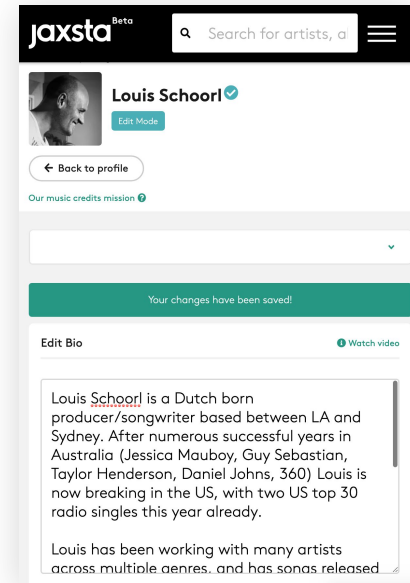 jaxsta Beta
Search for artists, a
Louis Schoorl
Edit Mode
← Back to profile
Our music credits mission ?
Your changes have been saved!
Edit Bio
Watch video
Louis Schoorl is a Dutch born
producer/songwriter based between LA and
Sydney. After numerous successful years in
Australia (Jessica Mauboy, Guy Sebastian,
Taylor Henderson, Daniel Johns, 360) Louis is
now breaking in the US, with two US top 30
radio singles this year already.
Louis has been working with many artists
across multiple genres, and has songs released